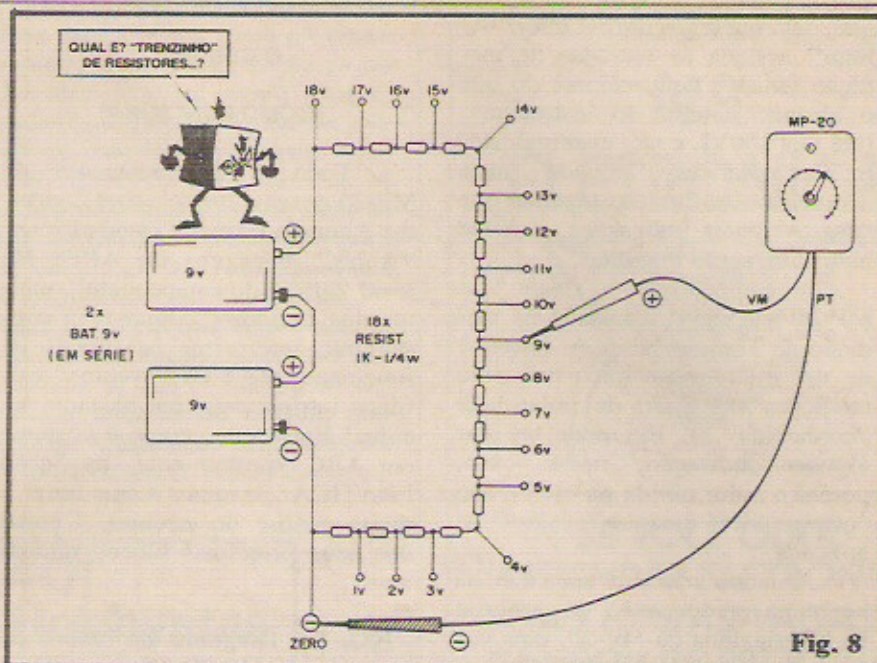 QUAL É? "TRENZINHO"
DE RESISTORES...?
18v
17v
16v
15v
14v
MP-20
13v
12v
11v
10v
9v
8v
7v
6v
5v
4v
+
9v
−
2x
BAT. 9v
(EM SÉRIE)
+
9v
−
18x
RESIST
1K-1/4w
+
VM
PT
1v
2v
3v
−
ZERO
−
Fig. 8